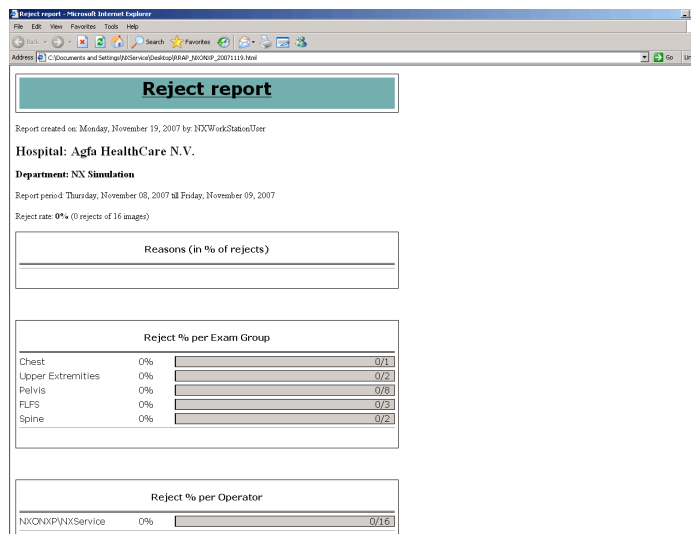 Reject report - Microsoft Internet Explorer
File Edit View Favorites Tools Help
Back Search Favorites
Address C:\Documents and Settings\NXService\Desktop\RRAP_NXONXP_20071119.html Go
Reject report
Report created on: Monday, November 19, 2007 by: NXWorkStationUser
Hospital: Agfa HealthCare N.V.
Department: NX Simulation
Report period: Thursday, November 08, 2007 till Friday, November 09, 2007
Reject rate: 0% (0 rejects of 16 images)
Reasons (in % of rejects)
Reject % per Exam Group
Chest 0% 0/1
Upper Extremities 0% 0/2
Pelvis 0% 0/8
FLFS 0% 0/3
Spine 0% 0/2
Reject % per Operator
NXONXP\NXService 0% 0/16